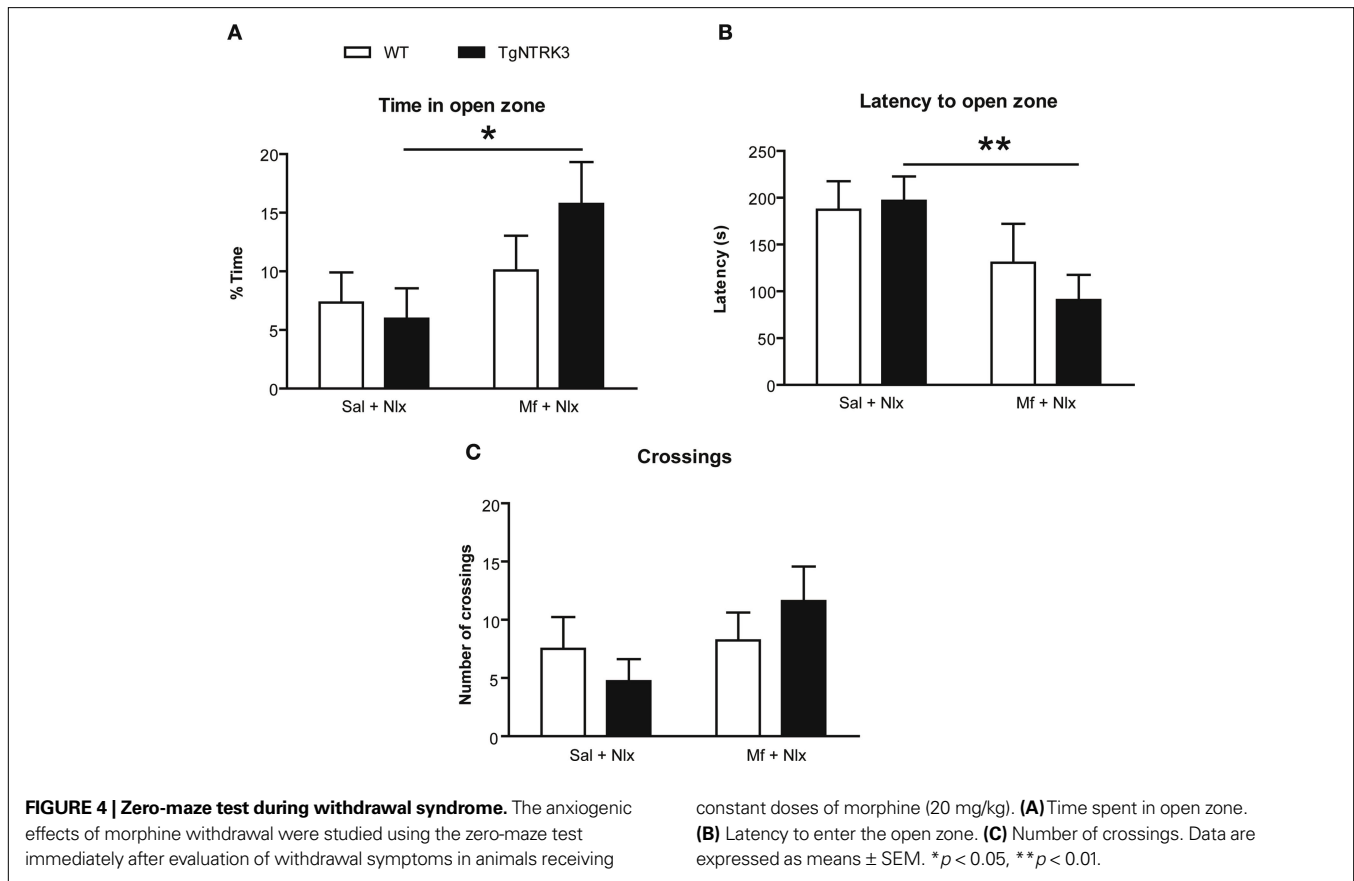 A
WT TgNTRK3
Time in open zone
*
20
15
10
5
0
% Time
Sal + Nlx Mf + Nlx
B
Latency to open zone
**
250
200
150
100
50
0
Latency (s)
Sal + Nlx Mf + Nlx
C
Crossings
20
15
10
5
0
Number of crossings
Sal + Nlx Mf + Nlx
FIGURE 4 | Zero-maze test during withdrawal syndrome. The anxiogenic
effects of morphine withdrawal were studied using the zero-maze test
immediately after evaluation of withdrawal symptoms in animals receiving
constant doses of morphine (20 mg/kg). (A) Time spent in open zone.
(B) Latency to enter the open zone. (C) Number of crossings. Data are
expressed as means ± SEM. *p < 0.05, **p < 0.01.